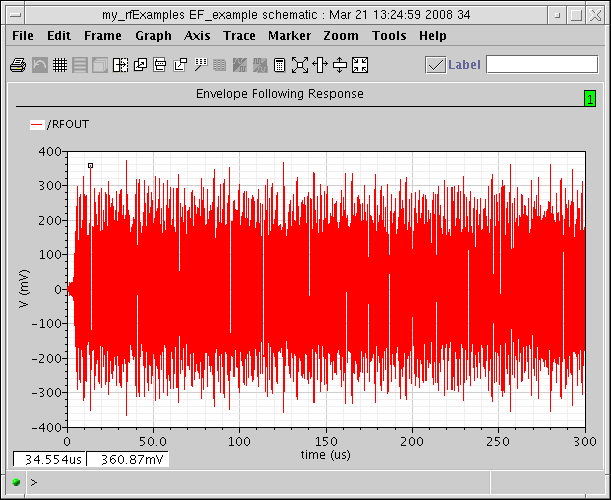 my_rfExamples EF_example schematic : Mar 21 13:24:59 2008 34
File Edit Frame Graph Axis Trace Marker Zoom Tools Help
Label
Envelope Following Response
1
/RFOUT
400
300
200
100
0
-100
-200
-300
-400
V (mV)
0 50.0 100 150 200 250 300
time (us)
34.554us 360.87mV
>